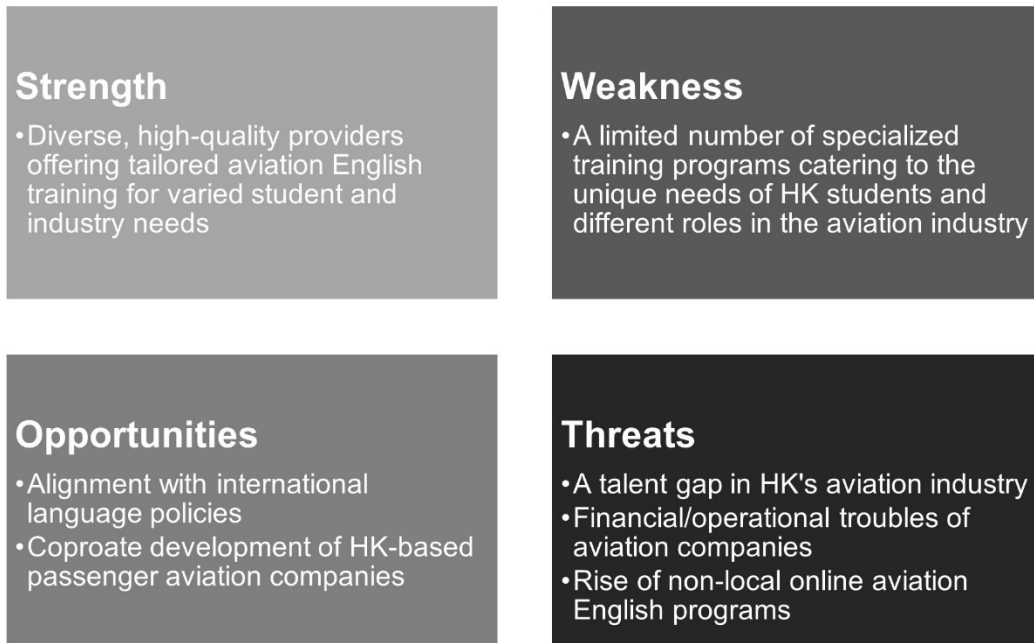 Strength
•Diverse, high-quality providers
offering tailored aviation English
training for varied student and
industry needs
Weakness
•A limited number of specialized
training programs catering to the
unique needs of HK students and
different roles in the aviation industry
Opportunities
•Alignment with international
language policies
•Coproate development of HK-based
passenger aviation companies
Threats
•A talent gap in HK's aviation industry
•Financial/operational troubles of
aviation companies
•Rise of non-local online aviation
English programs